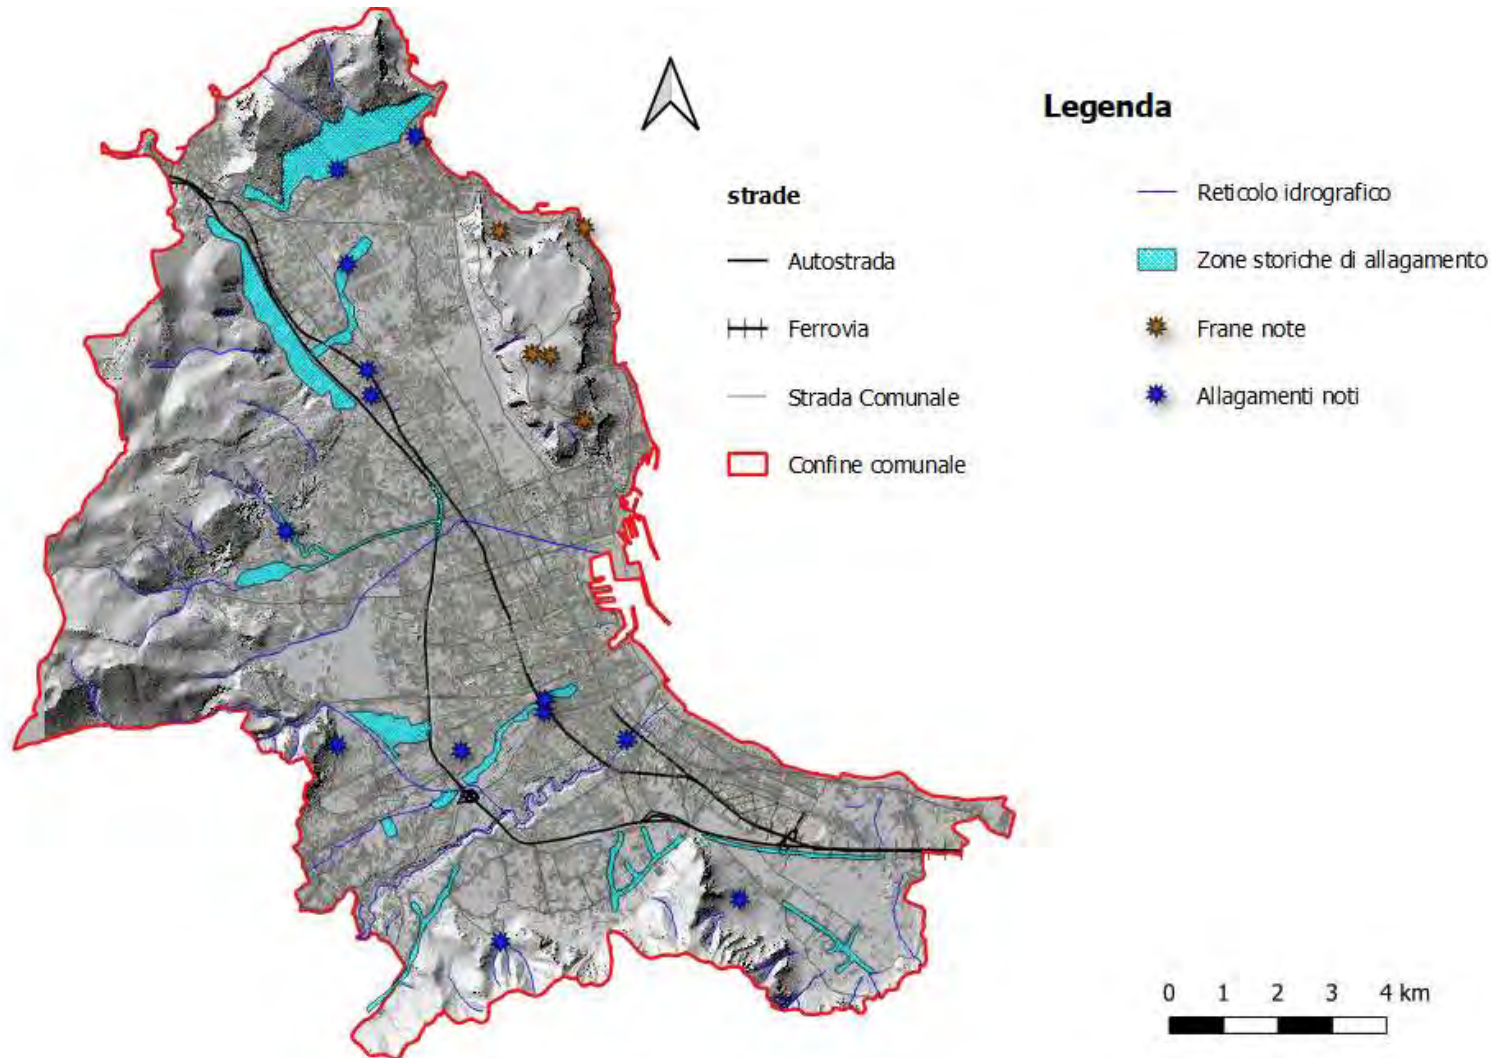 Legenda
strade
Autostrada
Ferrovia
Strada Comunale
Confine comunale
Reticolo idrografico
Zone storiche di allagamento
Frane note
Allagamenti noti
0 1 2 3 4 km